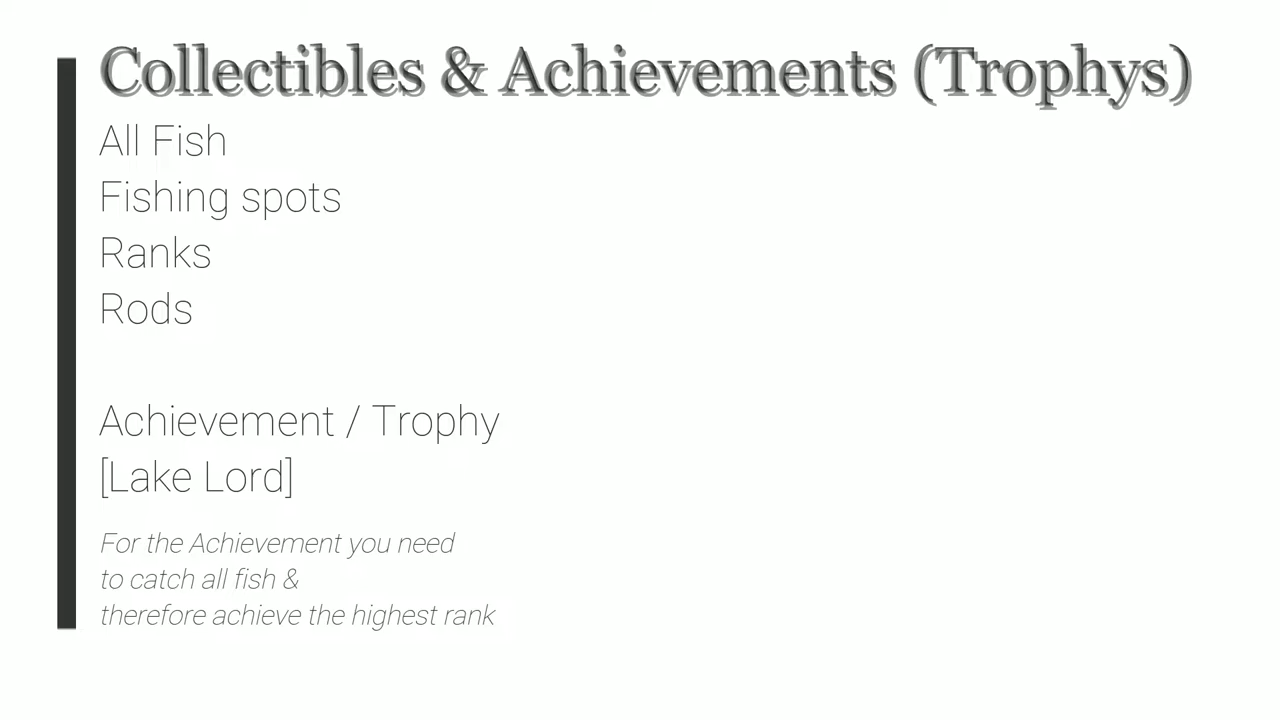 Collectibles & Achievements (Trophys)
All Fish
Fishing spots
Ranks
Rods
Achievement / Trophy
[Lake Lord]
For the Achievement you need
to catch all fish &
therefore achieve the highest rank